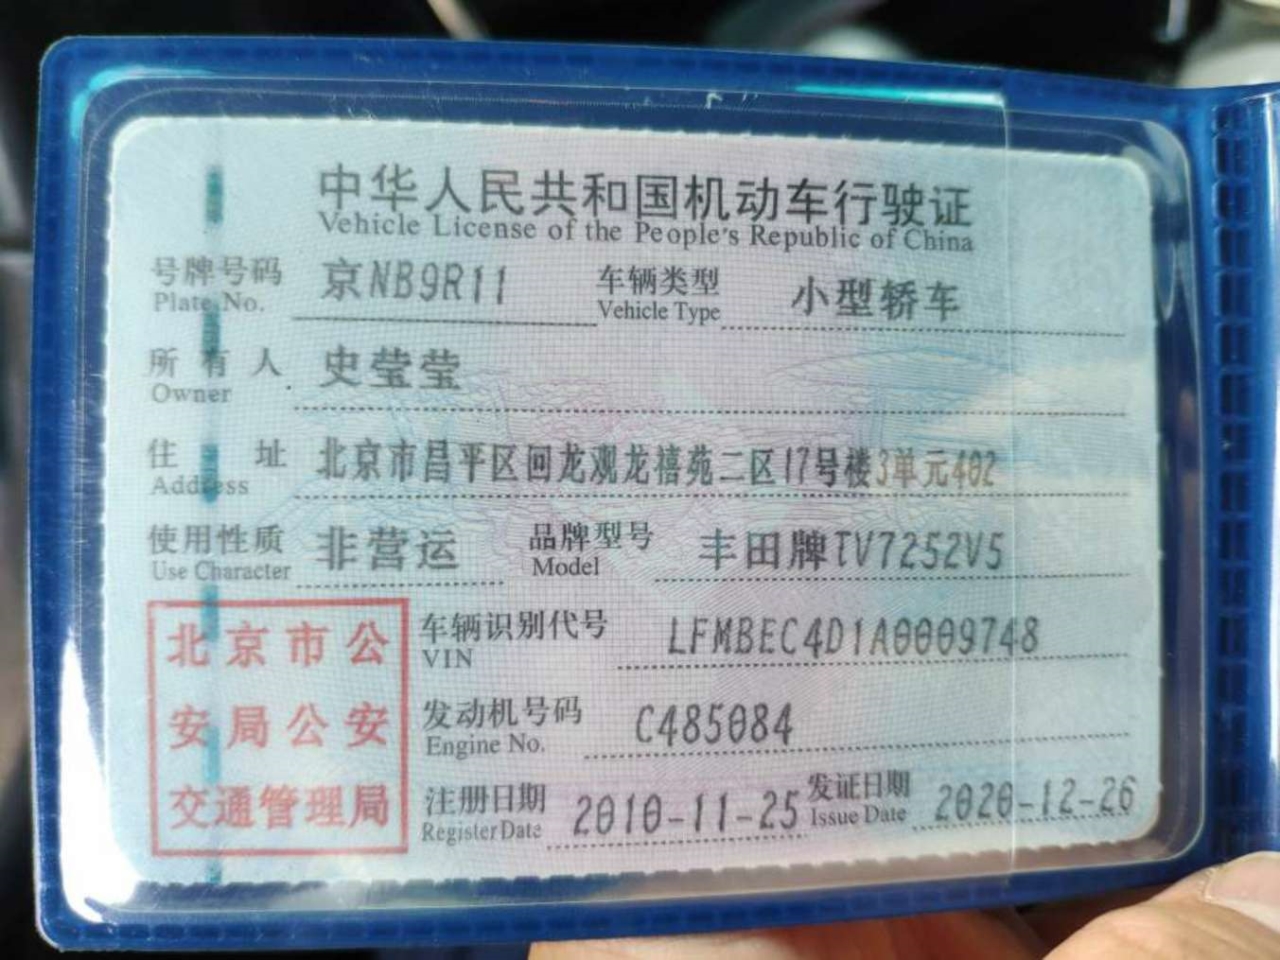 中华人民共和国机动车行驶证
Vehicle License of the People's Republic of China
号牌号码 京NB9R11 车辆类型 小型轿车
Plate No. Vehicle Type
所有人 史莹莹
Owner
住址 北京市昌平区回龙观龙禧苑二区17号楼3单元402
Address
使用性质 非营运 品牌型号 丰田牌TV7252V5
Use Character Model
北京市公
安局公安
交通管理局
车辆识别代号 LFMBEC4D1A0009748
VIN
发动机号码 C485084
Engine No.
注册日期 2010-11-25 发证日期 2020-12-26
Register Date Issue Date